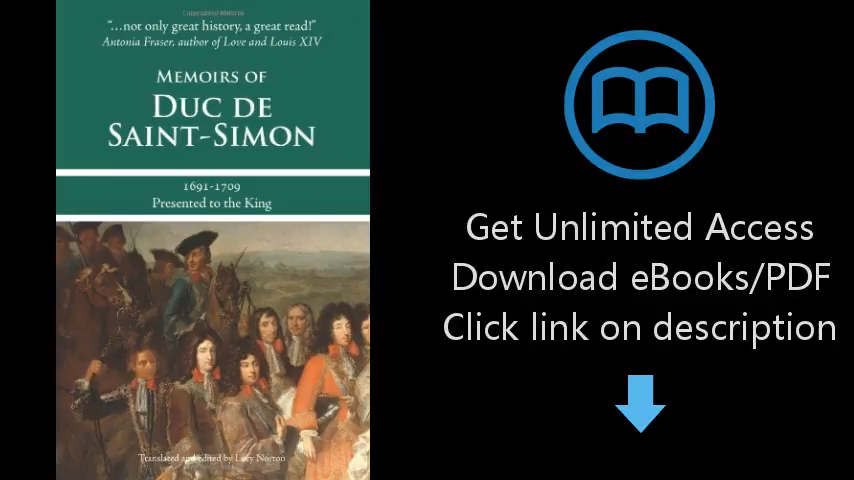 Copyrighted Material
“...not only great history, a great read!”
Antonia Fraser, author of Love and Louis XIV
Memoirs of
Duc de
Saint-Simon
1691-1709
Presented to the King
Translated and edited by Lucy Norton
Get Unlimited Access
Download eBooks/PDF
Click link on description